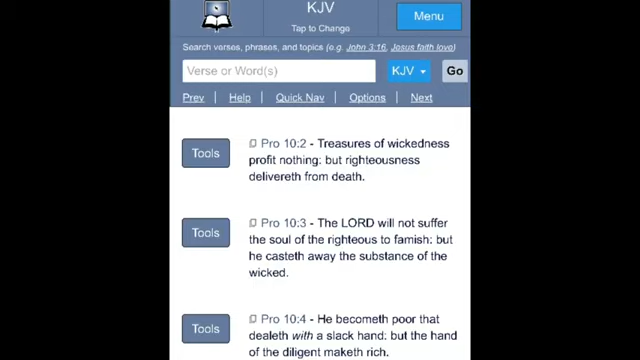 KJV
Tap to Change
Menu
Search verses, phrases, and topics (e.g. John 3:16, Jesus faith love)
Verse or Word(s)
KJV
Go
Prev | Help | Quick Nav | Options | Next
Tools
Pro 10:2 - Treasures of wickedness
profit nothing: but righteousness
delivereth from death.
Tools
Pro 10:3 - The LORD will not suffer
the soul of the righteous to famish: but
he casteth away the substance of the
wicked.
Tools
Pro 10:4 - He becometh poor that
dealeth with a slack hand: but the hand
of the diligent maketh rich.